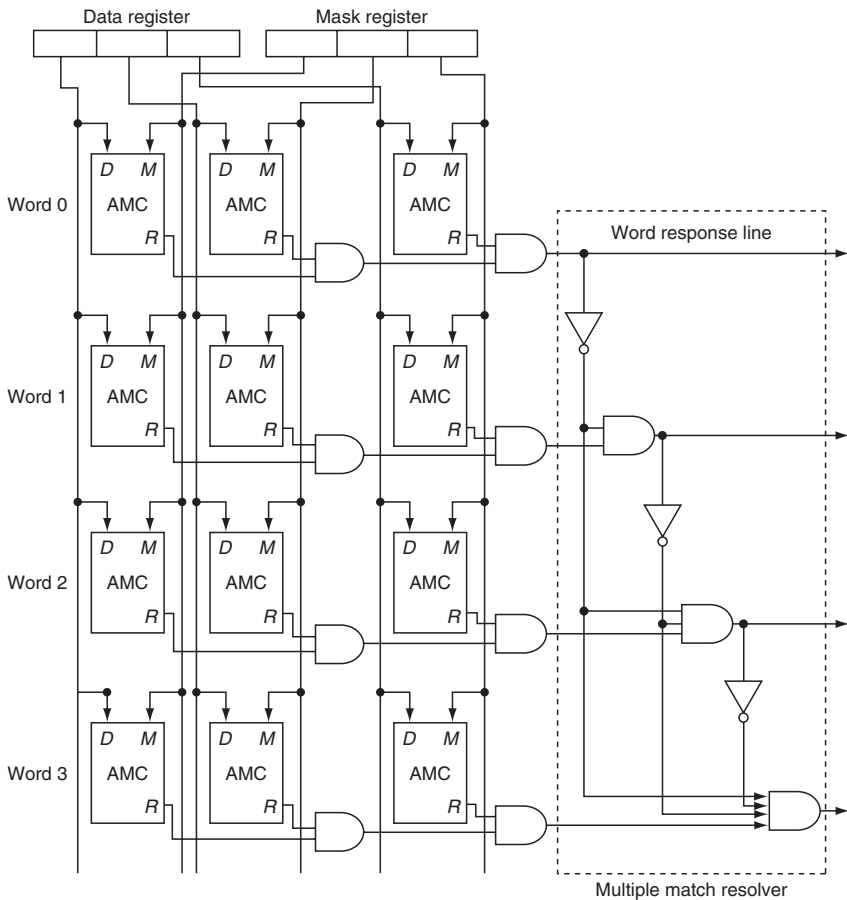 Data register
Mask register
D M D M D M
Word 0 AMC AMC AMC
R R R
Word response line
D M D M D M
Word 1 AMC AMC AMC
R R R
D M D M D M
Word 2 AMC AMC AMC
R R R
D M D M D M
Word 3 AMC AMC AMC
R R R
Multiple match resolver